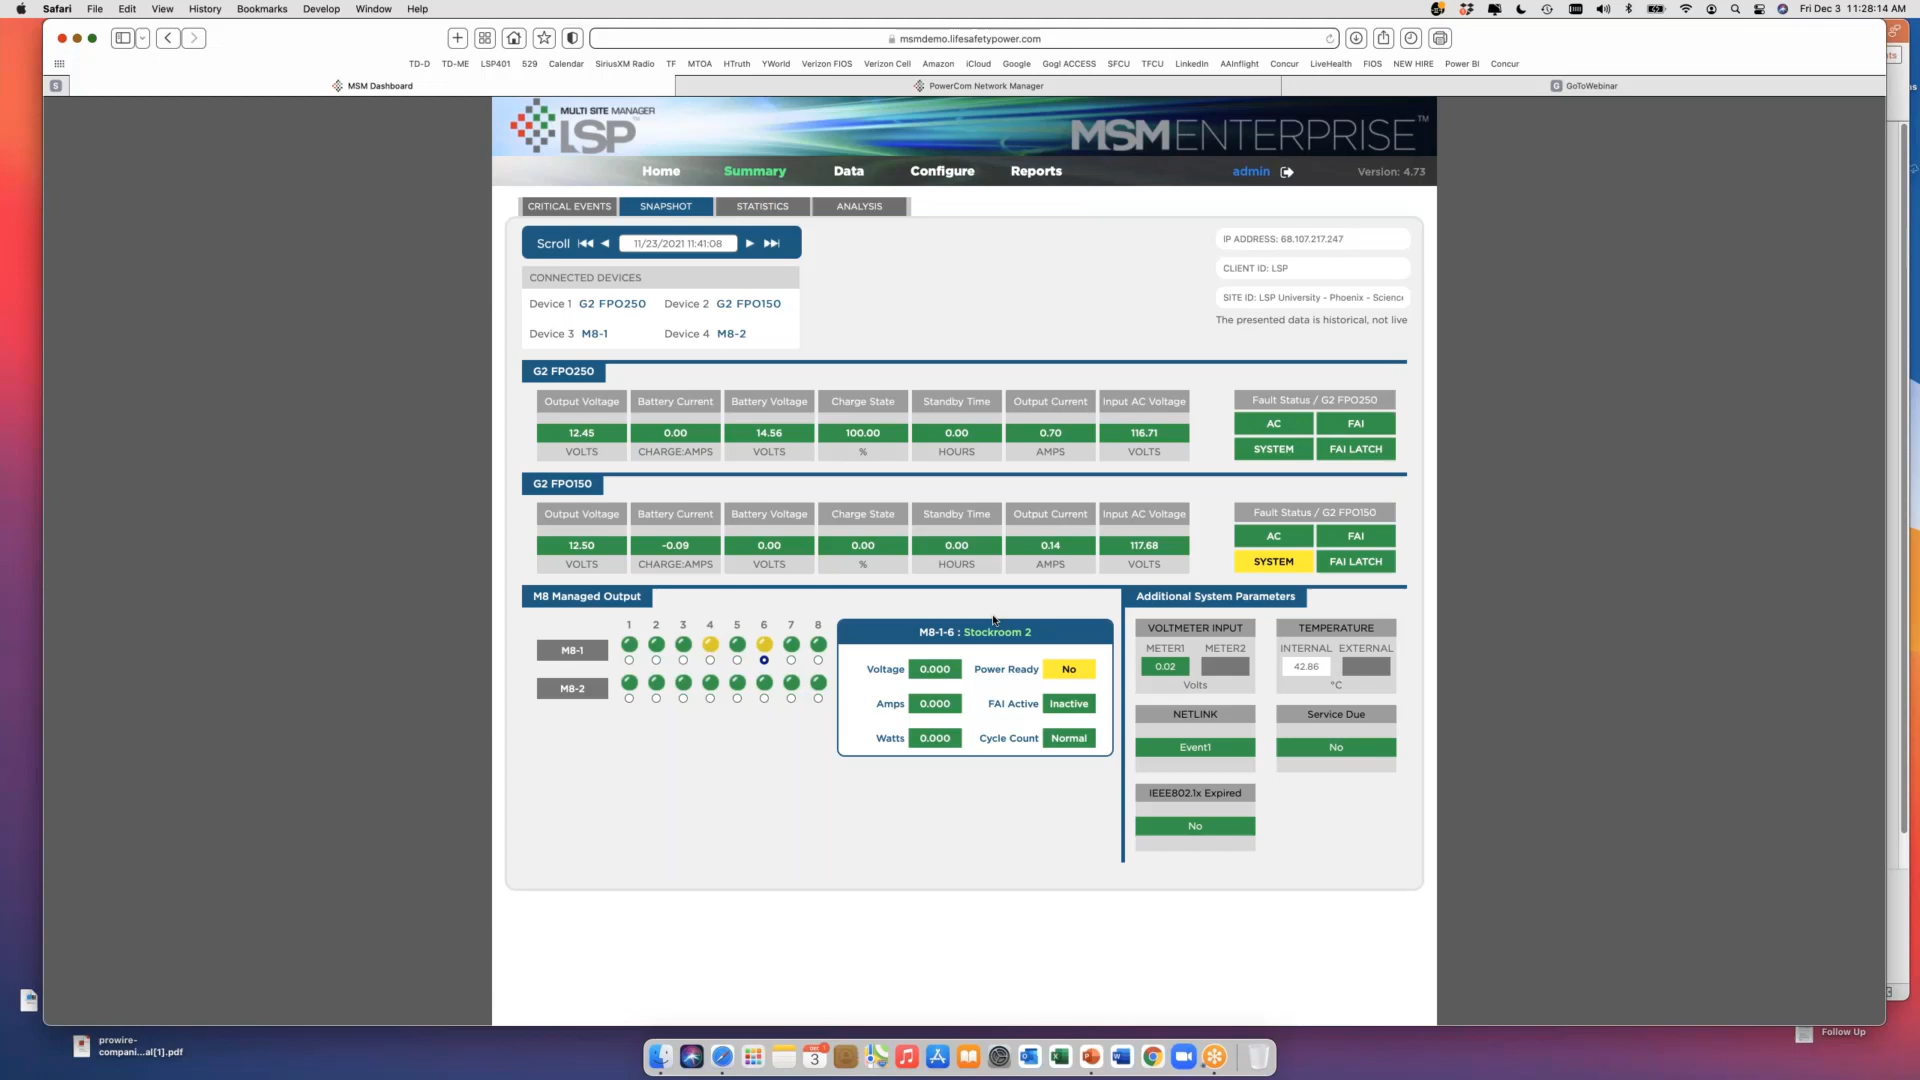 Safari File Edit View History Bookmarks Develop Window Help
Fri Dec 3 11:28:14 AM
msmdemo.lifesafetypower.com
TD-D TD-ME LSP401 529 Calendar SiriusXM Radio TF MTOA HTruth YWorld Verizon FIOS Verizon Cell Amazon iCloud Google Gogl ACCESS SFCU TFCU LinkedIn AAInflight Concur LiveHealth FIOS NEW HIRE Power BI Concur
S MSM Dashboard PowerCom Network Manager G GoToWebinar
MULTI SITE MANAGER
LSP™
MSMENTERPRISE™
Home Summary Data Configure Reports admin Version: 4.73
CRITICAL EVENTS SNAPSHOT STATISTICS ANALYSIS
Scroll 11/23/2021 11:41:08
IP ADDRESS: 68.107.217.247
CLIENT ID: LSP
SITE ID: LSP University - Phoenix - Science
The presented data is historical, not live
CONNECTED DEVICES
Device 1 G2 FPO250 Device 2 G2 FPO150
Device 3 M8-1 Device 4 M8-2
G2 FPO250
Output Voltage Battery Current Battery Voltage Charge State Standby Time Output Current Input AC Voltage
12.45 0.00 14.56 100.00 0.00 0.70 116.71
VOLTS CHARGE:AMPS VOLTS % HOURS AMPS VOLTS
Fault Status / G2 FPO250
AC FAI
SYSTEM FAI LATCH
G2 FPO150
Output Voltage Battery Current Battery Voltage Charge State Standby Time Output Current Input AC Voltage
12.50 -0.09 0.00 0.00 0.00 0.14 117.68
VOLTS CHARGE:AMPS VOLTS % HOURS AMPS VOLTS
Fault Status / G2 FPO150
AC FAI
SYSTEM FAI LATCH
M8 Managed Output
1 2 3 4 5 6 7 8
M8-1
M8-2
M8-1-6 : Stockroom 2
Voltage 0.000 Power Ready No
Amps 0.000 FAI Active Inactive
Watts 0.000 Cycle Count Normal
Additional System Parameters
VOLTMETER INPUT
METER1 METER2
0.02
Volts
TEMPERATURE
INTERNAL EXTERNAL
42.86
°C
NETLINK
Event1
Service Due
No
IEEE802.1x Expired
No
prowire-
compani...al[1].pdf
Follow Up
DEC
3